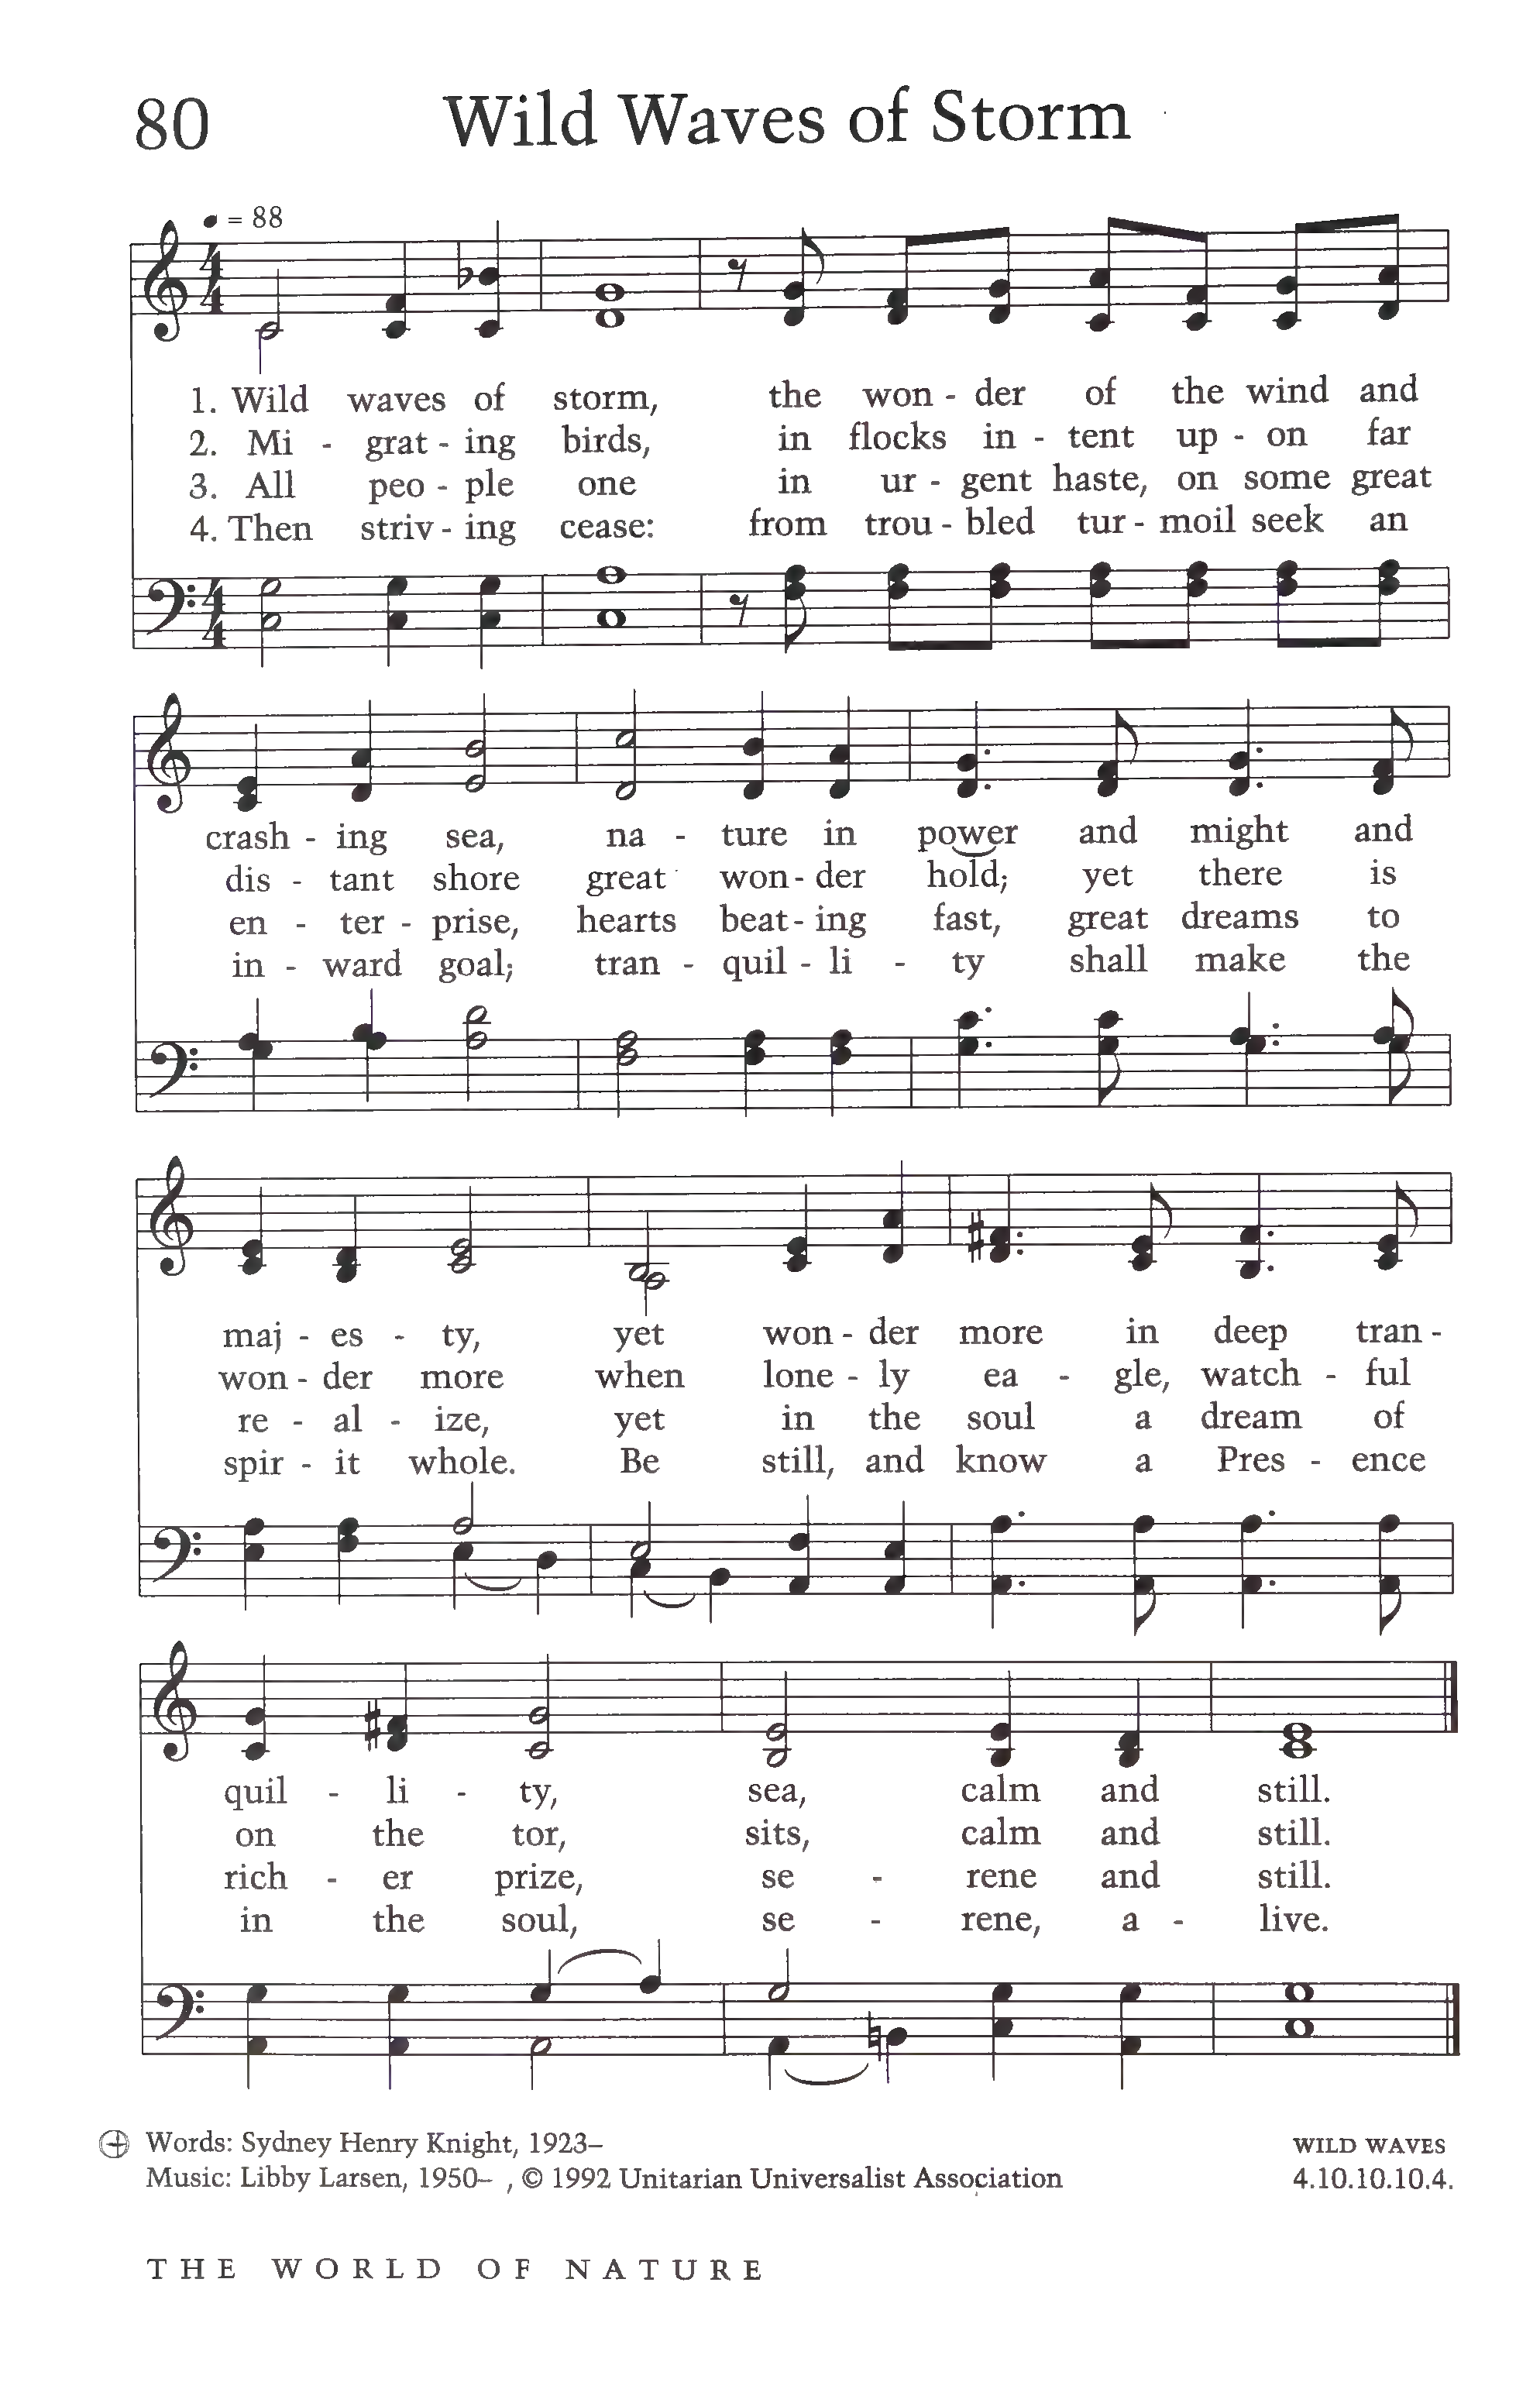 80 Wild Waves of Storm
= 88
1. Wild waves of storm, the won - der of the wind and
2. Mi - grat - ing birds, in flocks in - tent up - on far
3. All peo - ple one in ur - gent haste, on some great
4. Then striv - ing cease: from trou - bled tur - moil seek an
crash - ing sea, na - ture in power and might and
dis - tant shore great won - der hold; yet there is
en - ter - prise, hearts beat - ing fast, great dreams to
in - ward goal; tran - quil - li - ty shall make the
maj - es - ty, yet won - der more in deep tran -
won - der more when lone - ly ea - gle, watch - ful
re - al - ize, yet in the soul a dream of
spir - it whole. Be still, and know a Pres - ence
quil - li - ty, sea, calm and still.
on the tor, sits, calm and still.
rich - er prize, se - rene and still.
in the soul, se - rene, a - live.
Words: Sydney Henry Knight, 1923–
Music: Libby Larsen, 1950– , © 1992 Unitarian Universalist Association
WILD WAVES
4.10.10.10.4.
THE WORLD OF NATURE